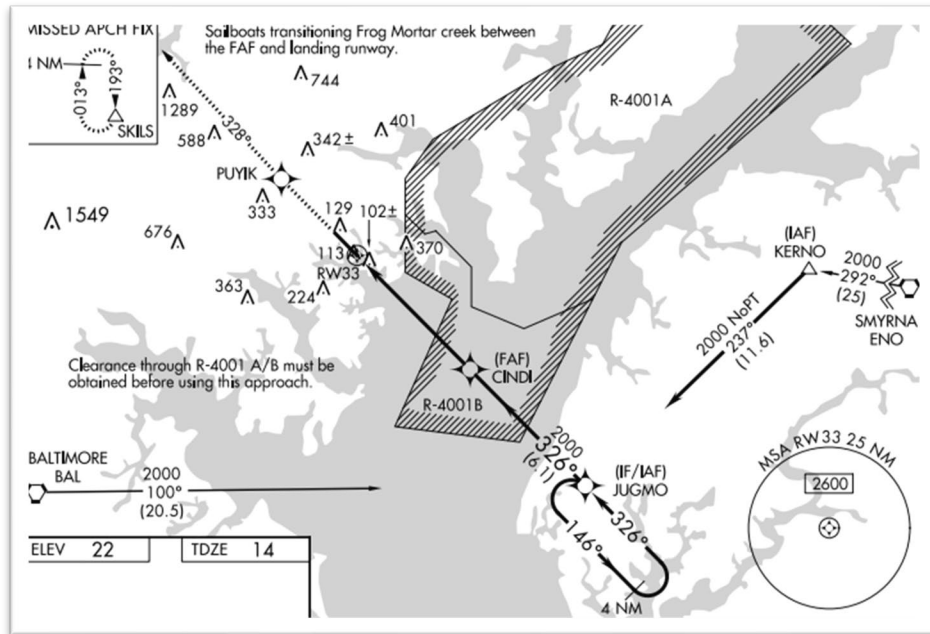 MISSED APCH FIX
4 NM
013°
193°
SKILS
Sailboats transitioning Frog Mortar creek between
the FAF and landing runway.
744
1289
588
328°
342±
401
R-4001A
PUYIK
333
1549
676
129
102±
113
RW33
370
363
224
(IAF)
KERNO
2000
292°
(25)
SMYRNA
ENO
2000 NoPT
237°
(11.6)
Clearance through R-4001 A/B must be
obtained before using this approach.
(FAF)
CINDI
R-4001B
2000
326°
(6.1)
(IF/IAF)
JUGMO
326°
146°
4 NM
BALTIMORE
BAL
2000
100°
(20.5)
MSA RW33 25 NM
2600
ELEV 22
TDZE 14